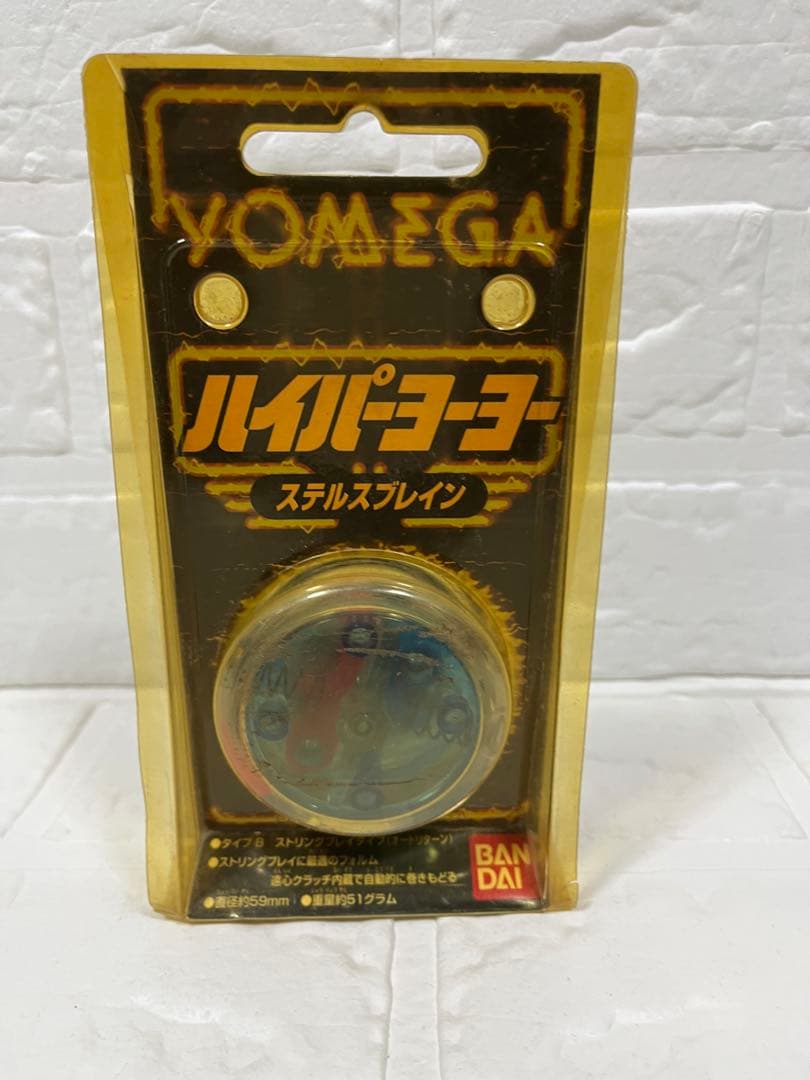 YOMEGA
ハイパーヨーヨー
ステルスブレイン
●タイプB ストリングプレイタイプ(オートリターン)
●ストリングプレイに最適のフォルム
遠心クラッチ内蔵で自動的に巻きもどる
●直径約59mm ●重量約51グラム
BAN
DAI